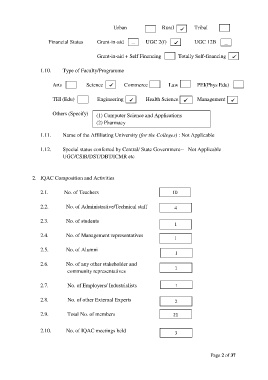 Urban Rural ✓ Tribal
Financial Status Grant-in-aid UGC 2(f) ✓ UGC 12B
Grant-in-aid + Self Financing Totally Self-financing ✓
1.10. Type of Faculty/Programme
Arts Science ✓ Commerce Law PEI(Phys Edu)
TEI (Edu) Engineering ✓ Health Science ✓ Management ✓
Others (Specify) (1) Computer Science and Applications
(2) Pharmacy
1.11. Name of the Affiliating University (for the Colleges) : Not Applicable
1.12. Special status conferred by Central/ State Government-- Not Applicable
UGC/CSIR/DST/DBT/ICMR etc
2. IQAC Composition and Activities
2.1. No. of Teachers 10
2.2. No. of Administrative/Technical staff 4
2.3. No. of students 1
2.4. No. of Management representatives 1
2.5. No. of Alumni 1
2.6. No. of any other stakeholder and
community representatives 1
2.7. No. of Employers/ Industrialists
2.8. No. of other External Experts
2.9. Total No. of members
2.10. No. of IQAC meetings held 3
Page 2 of 37